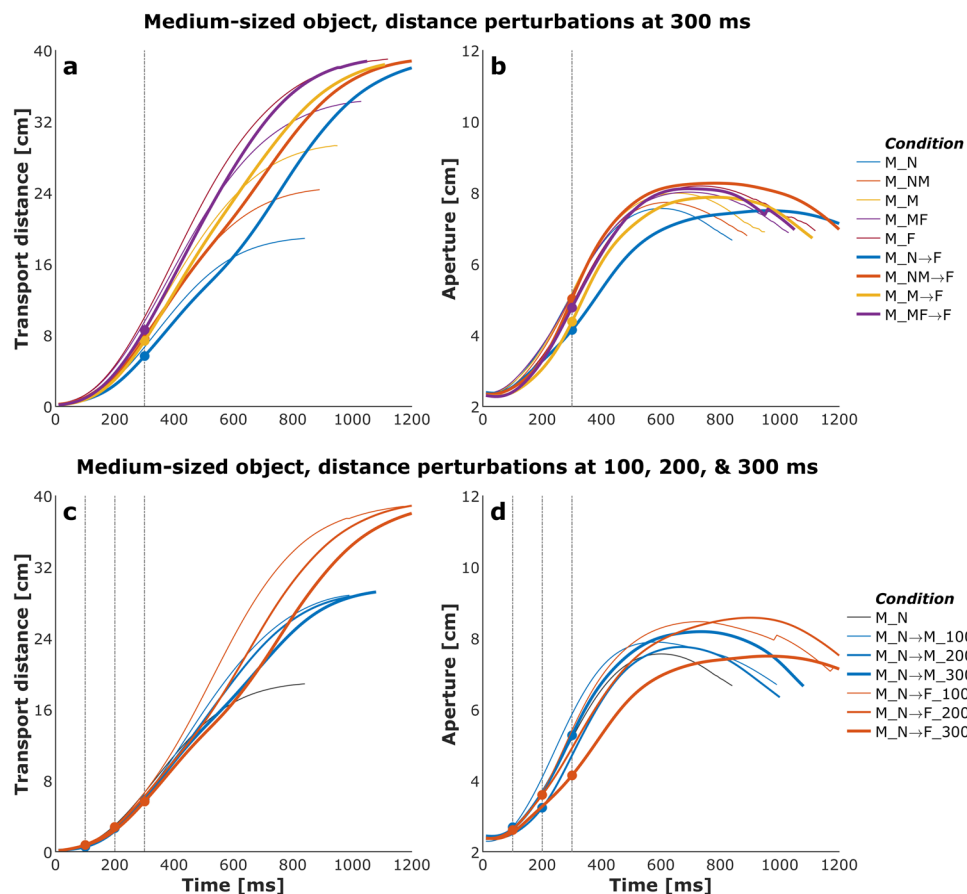 Medium-sized object, distance perturbations at 300 ms
a
Transport distance [cm]
40
32
24
16
8
0
0 200 400 600 800 1000 1200
b
Aperture [cm]
12
10
8
6
4
2
0 200 400 600 800 1000 1200
Condition
M_N
M_NM
M_M
M_MF
M_F
M_N→F
M_NM→F
M_M→F
M_MF→F
Medium-sized object, distance perturbations at 100, 200, & 300 ms
c
Transport distance [cm]
40
32
24
16
8
0
0 200 400 600 800 1000 1200
Time [ms]
d
Aperture [cm]
12
10
8
6
4
2
0 200 400 600 800 1000 1200
Time [ms]
Condition
M_N
M_N→M_100
M_N→M_200
M_N→M_300
M_N→F_100
M_N→F_200
M_N→F_300